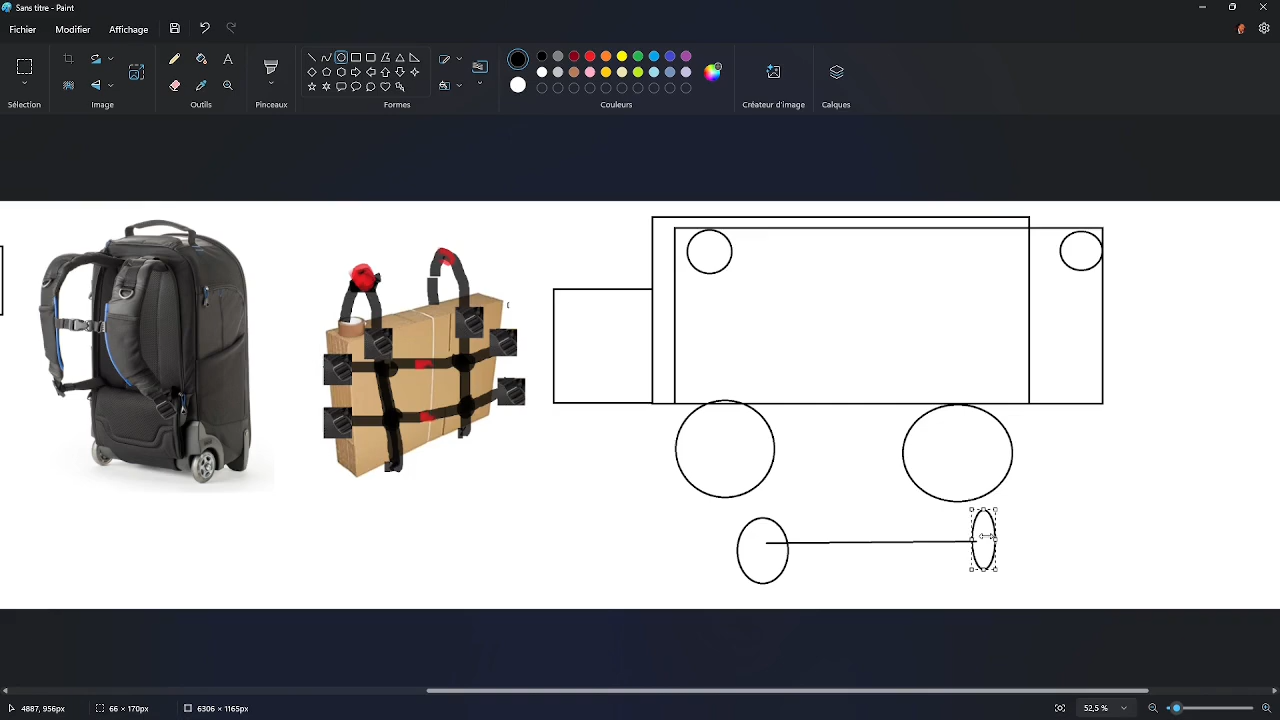 Sans titre - Paint
Fichier Modifier Affichage
A
Sélection Image Outils Pinceaux Formes Couleurs Créateur d'image Calques
4887, 956px 66 × 170px 6306 × 1165px 52,5 %